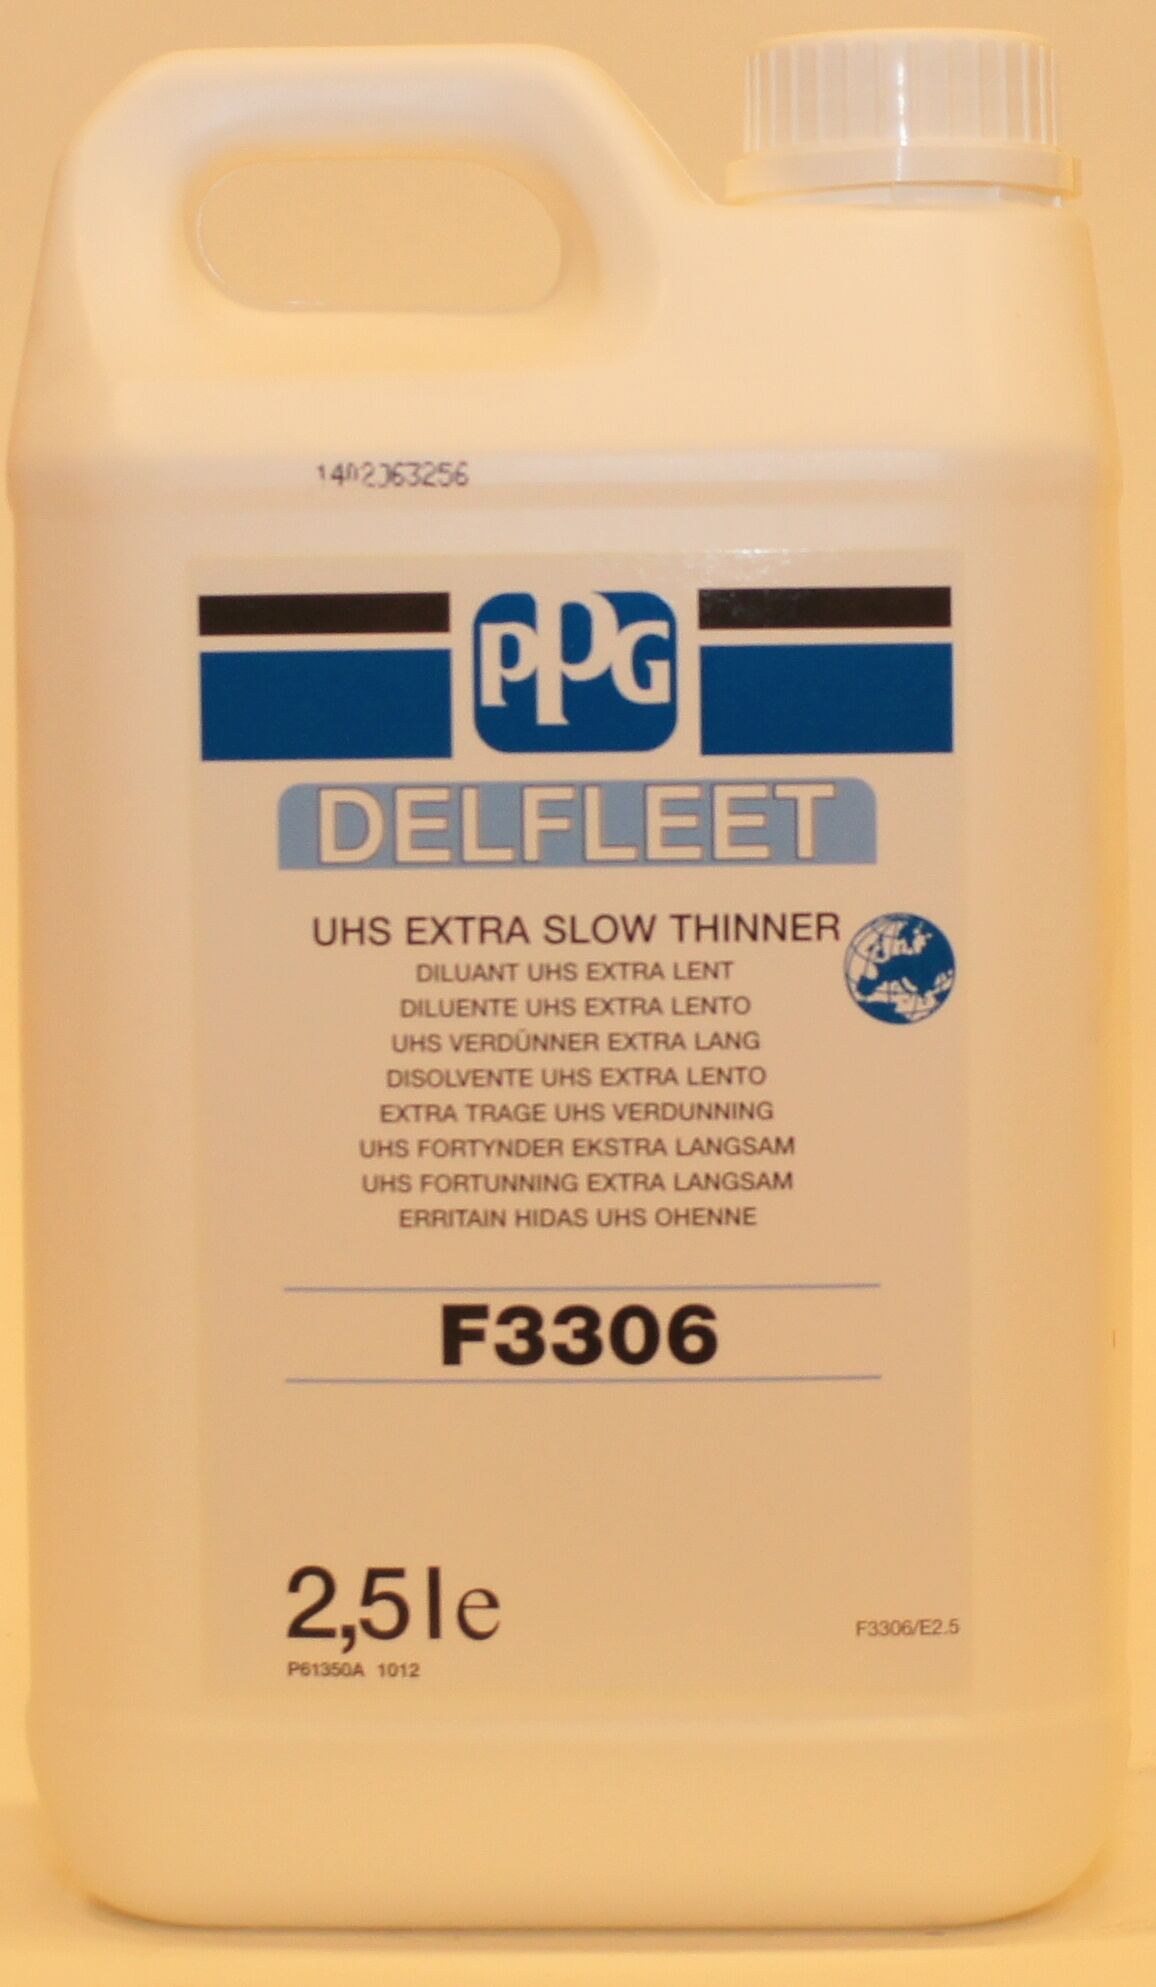 1402063256
PPG
DELFLEET
UHS EXTRA SLOW THINNER
DILUANT UHS EXTRA LENT
DILUENTE UHS EXTRA LENTO
UHS VERDÜNNER EXTRA LANG
DISOLVENTE UHS EXTRA LENTO
EXTRA TRAGE UHS VERDUNNING
UHS FORTYNDER EKSTRA LANGSAM
UHS FORTUNNING EXTRA LANGSAM
ERRITAIN HIDAS UHS OHENNE
F3306
2,5 l e
F3306/E2.5
P61350A 1012